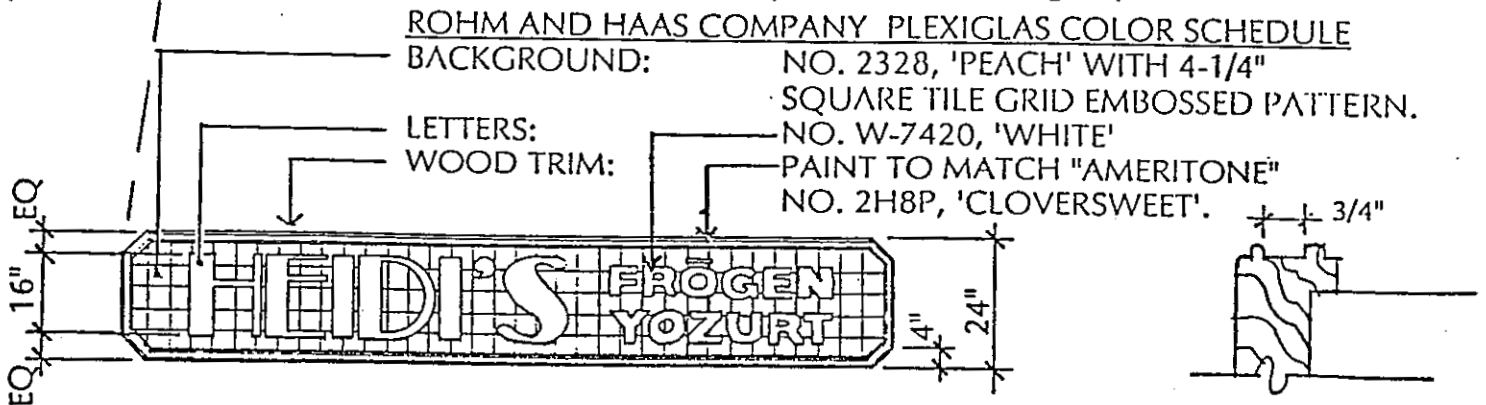 ROHM AND HAAS COMPANY PLEXIGLAS COLOR SCHEDULE
BACKGROUND: NO. 2328, 'PEACH' WITH 4-1/4"
SQUARE TILE GRID EMBOSSED PATTERN.
LETTERS: NO. W-7420, 'WHITE'
WOOD TRIM: PAINT TO MATCH "AMERITONE"
NO. 2H8P, 'CLOVERSWEET'.
3/4"
EQ
16"
EQ
HEIDI'S
FRÖGEN
YOZURT
4"
24"